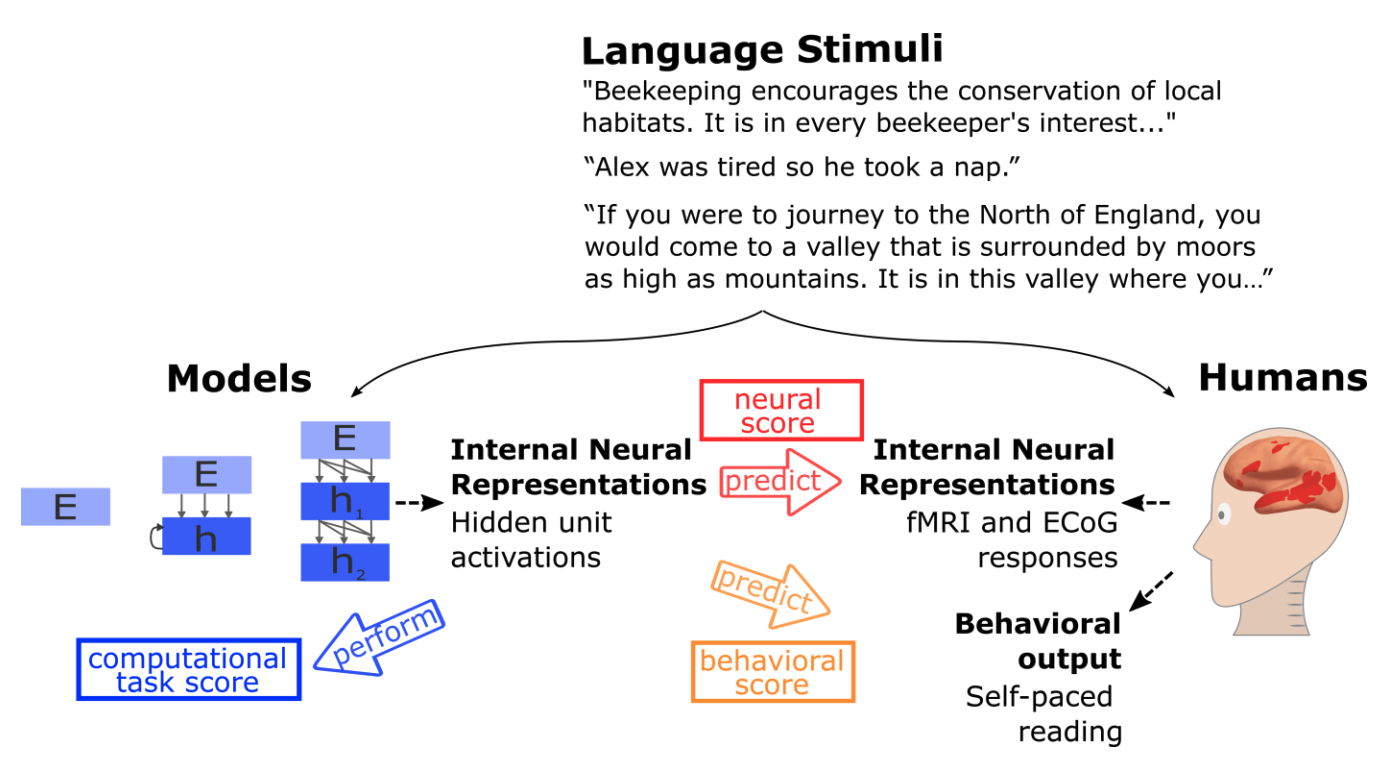 Language Stimuli
"Beekeeping encourages the conservation of local
habitats. It is in every beekeeper's interest..."
“Alex was tired so he took a nap.”
“If you were to journey to the North of England, you
would come to a valley that is surrounded by moors
as high as mountains. It is in this valley where you…”
Models
Humans
E
E
h
E
h₁
h₂
Internal Neural
Representations
Hidden unit
activations
neural
score
predict
Internal Neural
Representations
fMRI and ECoG
responses
predict
behavioral
score
perform
computational
task score
Behavioral
output
Self-paced
reading